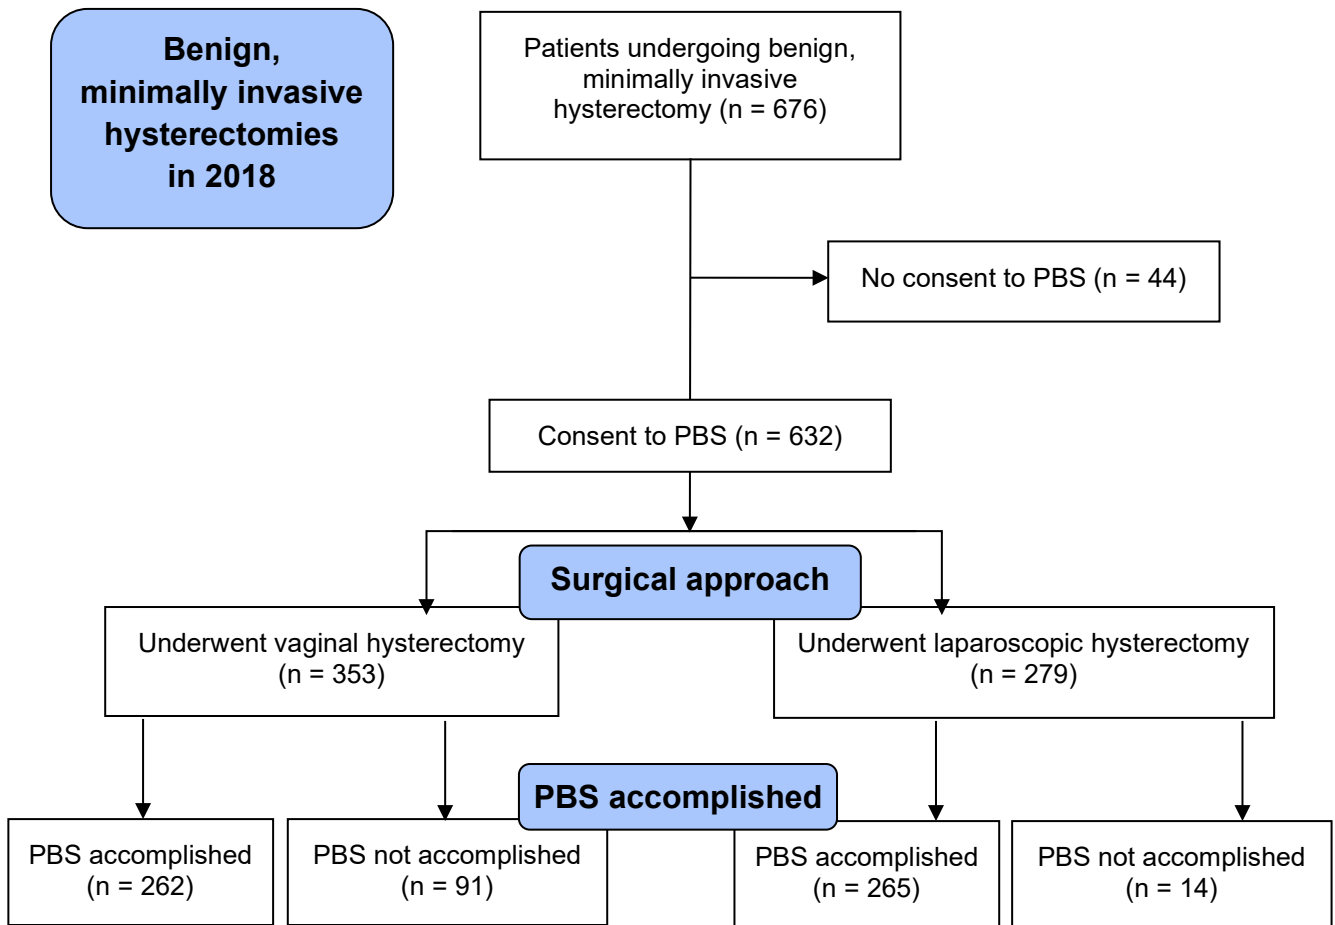 Benign,
minimally invasive
hysterectomies
in 2018
Patients undergoing benign,
minimally invasive
hysterectomy (n = 676)
No consent to PBS (n = 44)
Consent to PBS (n = 632)
Surgical approach
Underwent vaginal hysterectomy
(n = 353)
Underwent laparoscopic hysterectomy
(n = 279)
PBS accomplished
PBS accomplished
(n = 262)
PBS not accomplished
(n = 91)
PBS accomplished
(n = 265)
PBS not accomplished
(n = 14)